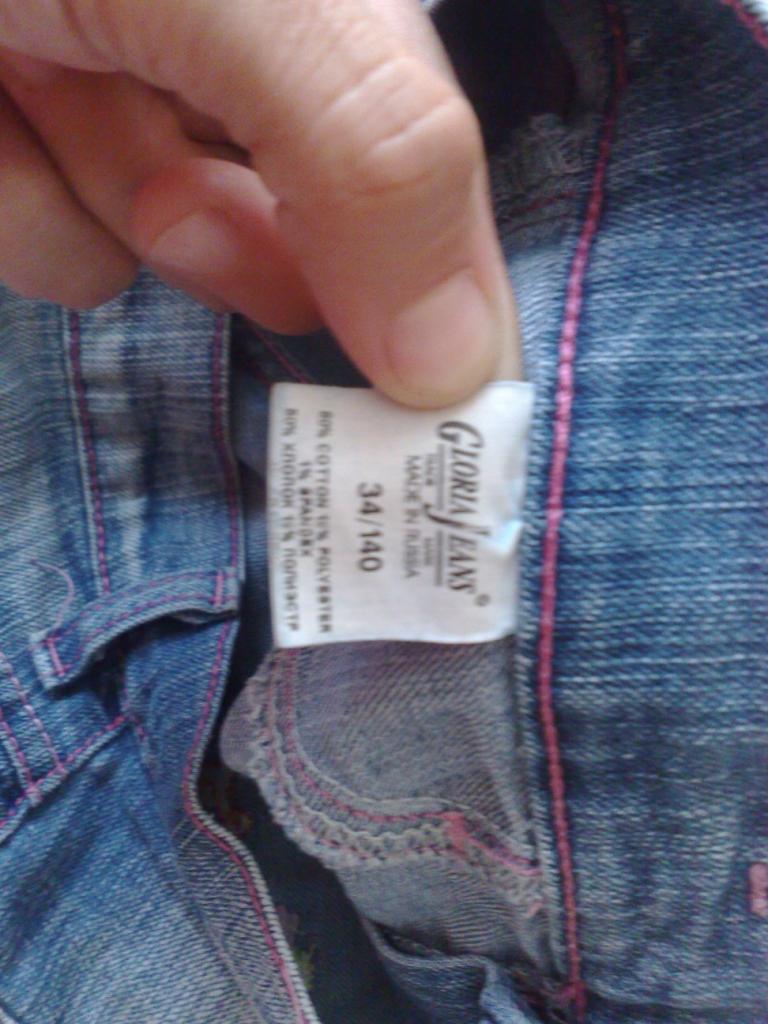 GLORIA JEANS®
MADE IN RUSSIA
34/140
80% COTTON 19% POLYESTER
1% SPANDEX
80% ХЛОПОК 19% ПОЛИЭСТР